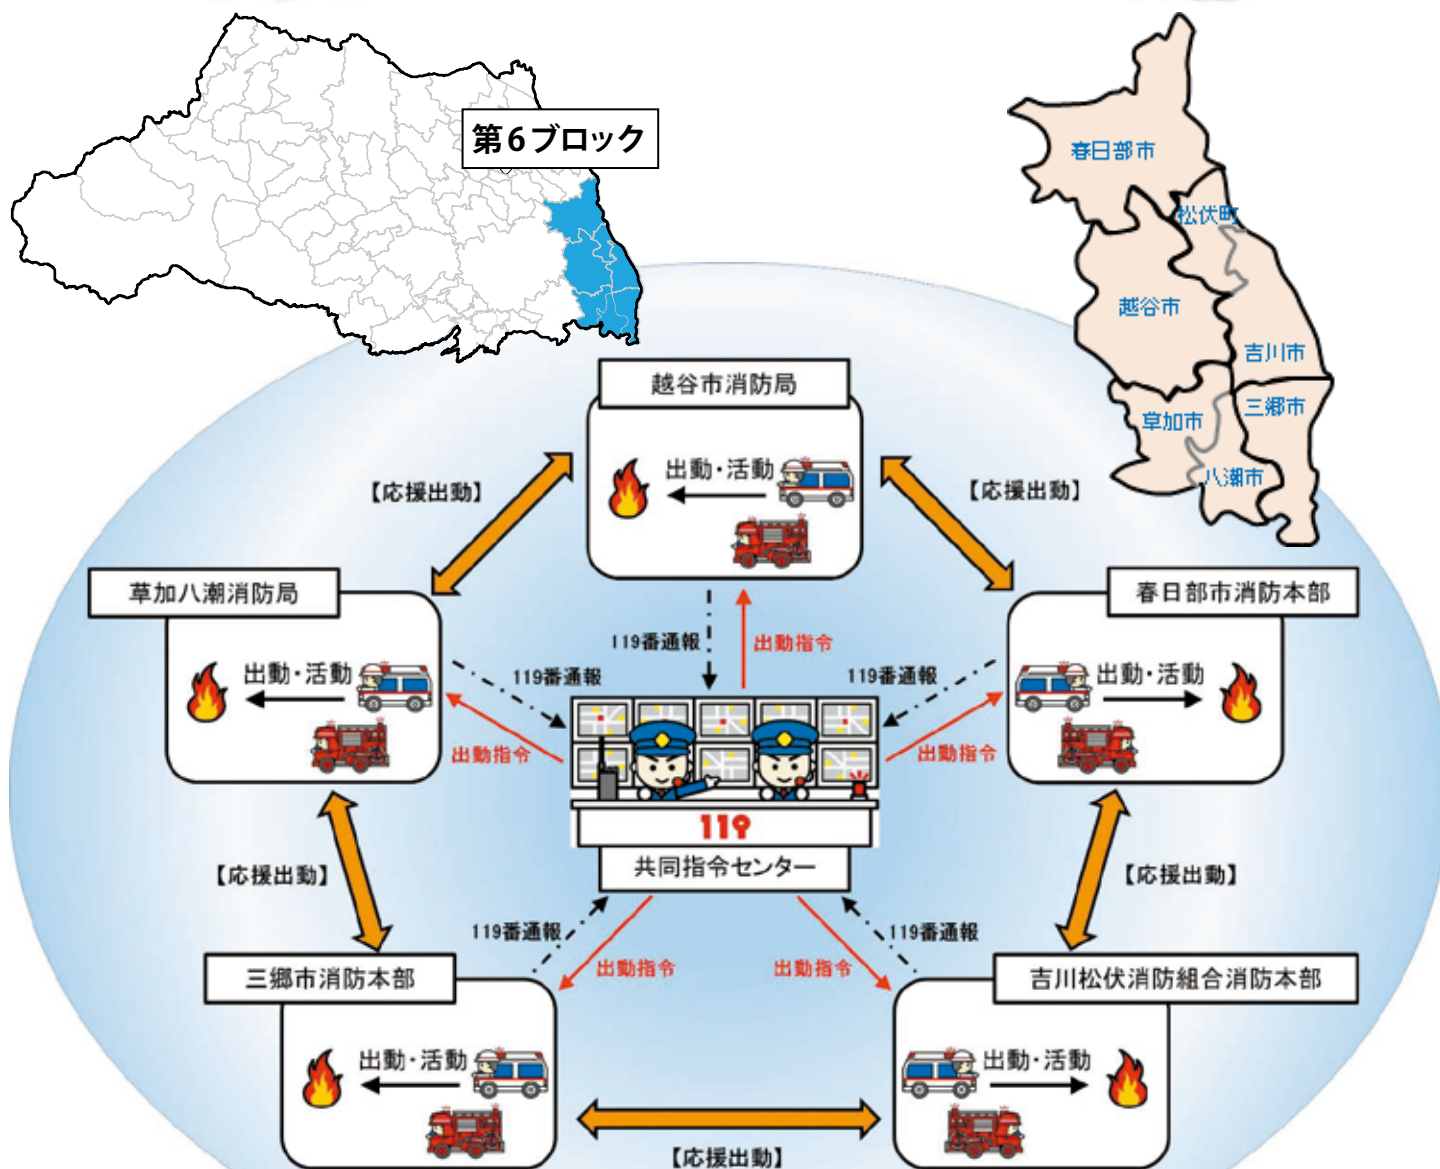 第6ブロック
春日部市
松伏町
越谷市
吉川市
三郷市
草加市
八潮市
越谷市消防局
出動・活動
【応援出動】
【応援出動】
草加八潮消防局
出動・活動
春日部市消防本部
出動・活動
119番通報
出動指令
119番通報
119番通報
出動指令
出動指令
119
共同指令センター
【応援出動】
【応援出動】
119番通報
119番通報
出動指令
出動指令
三郷市消防本部
出動・活動
吉川松伏消防組合消防本部
出動・活動
【応援出動】